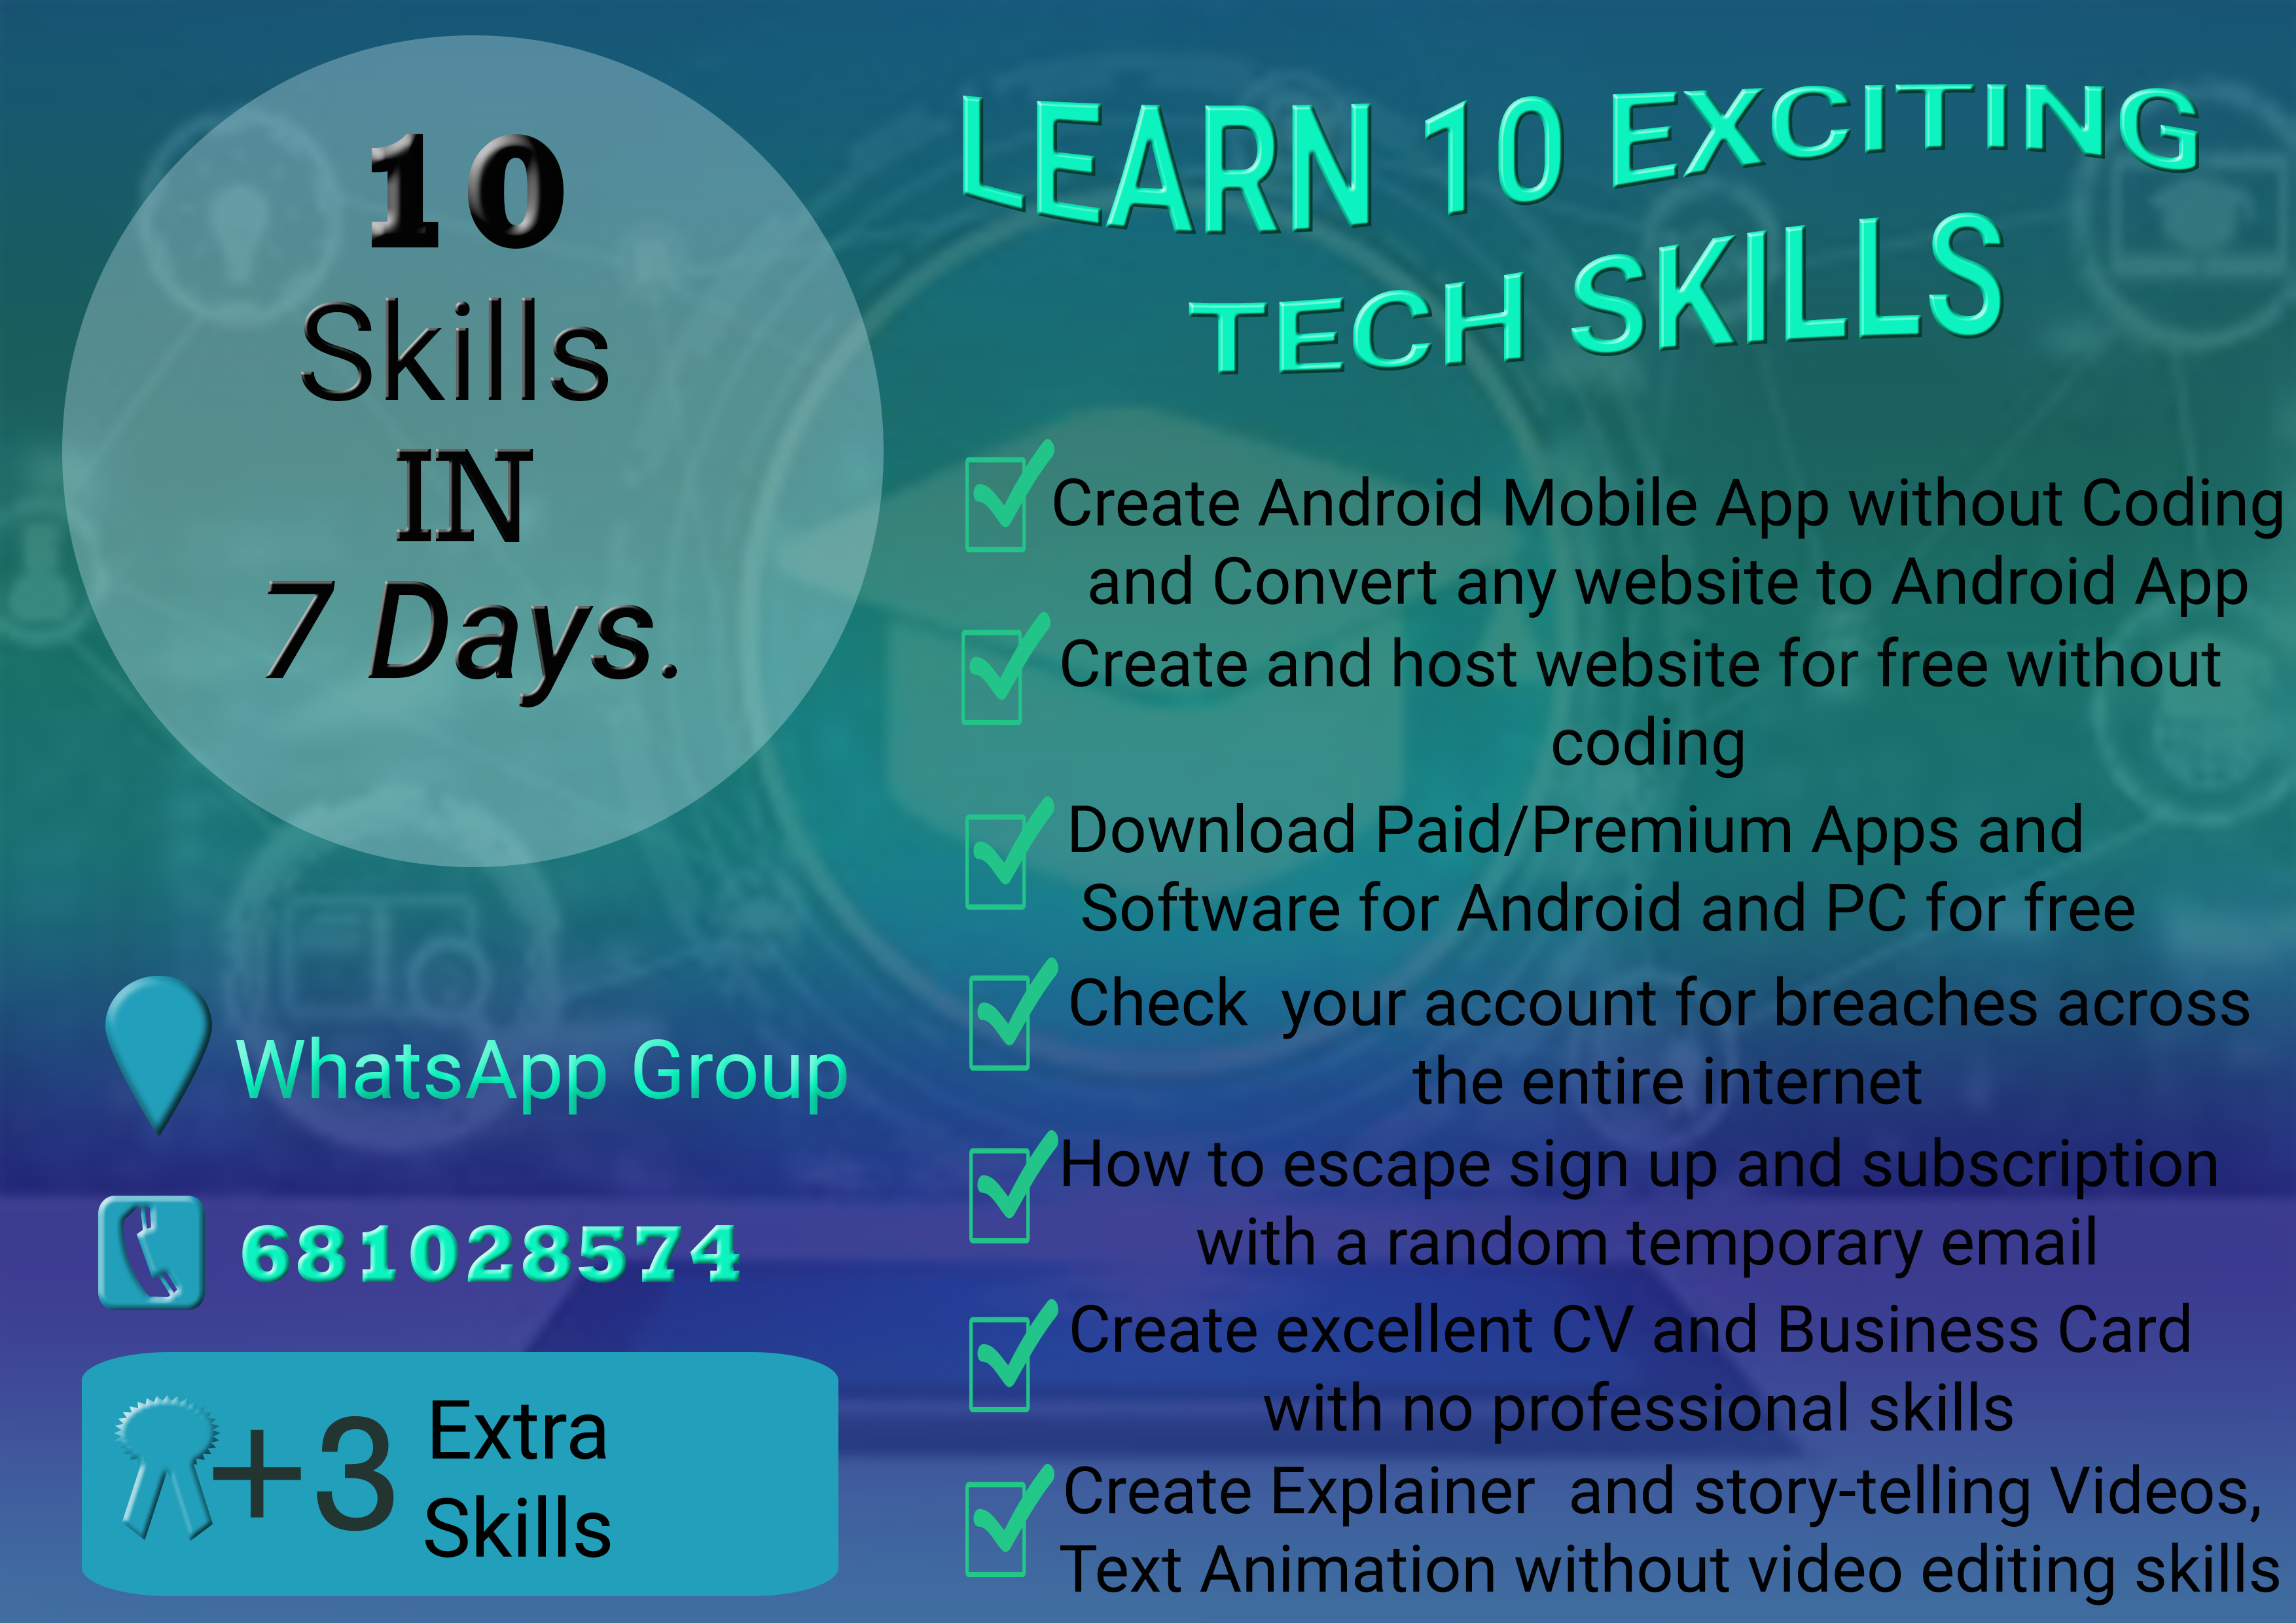 10
Skills
IN
7 Days.
WhatsApp Group
681028574
+3
Extra
Skills
LEARN 10 EXCITING
TECH SKILLS
Create Android Mobile App without Coding
and Convert any website to Android App
Create and host website for free without
coding
Download Paid/Premium Apps and
Software for Android and PC for free
Check  your account for breaches across
the entire internet
How to escape sign up and subscription
with a random temporary email
Create excellent CV and Business Card
with no professional skills
Create Explainer  and story-telling Videos,
Text Animation without video editing skills